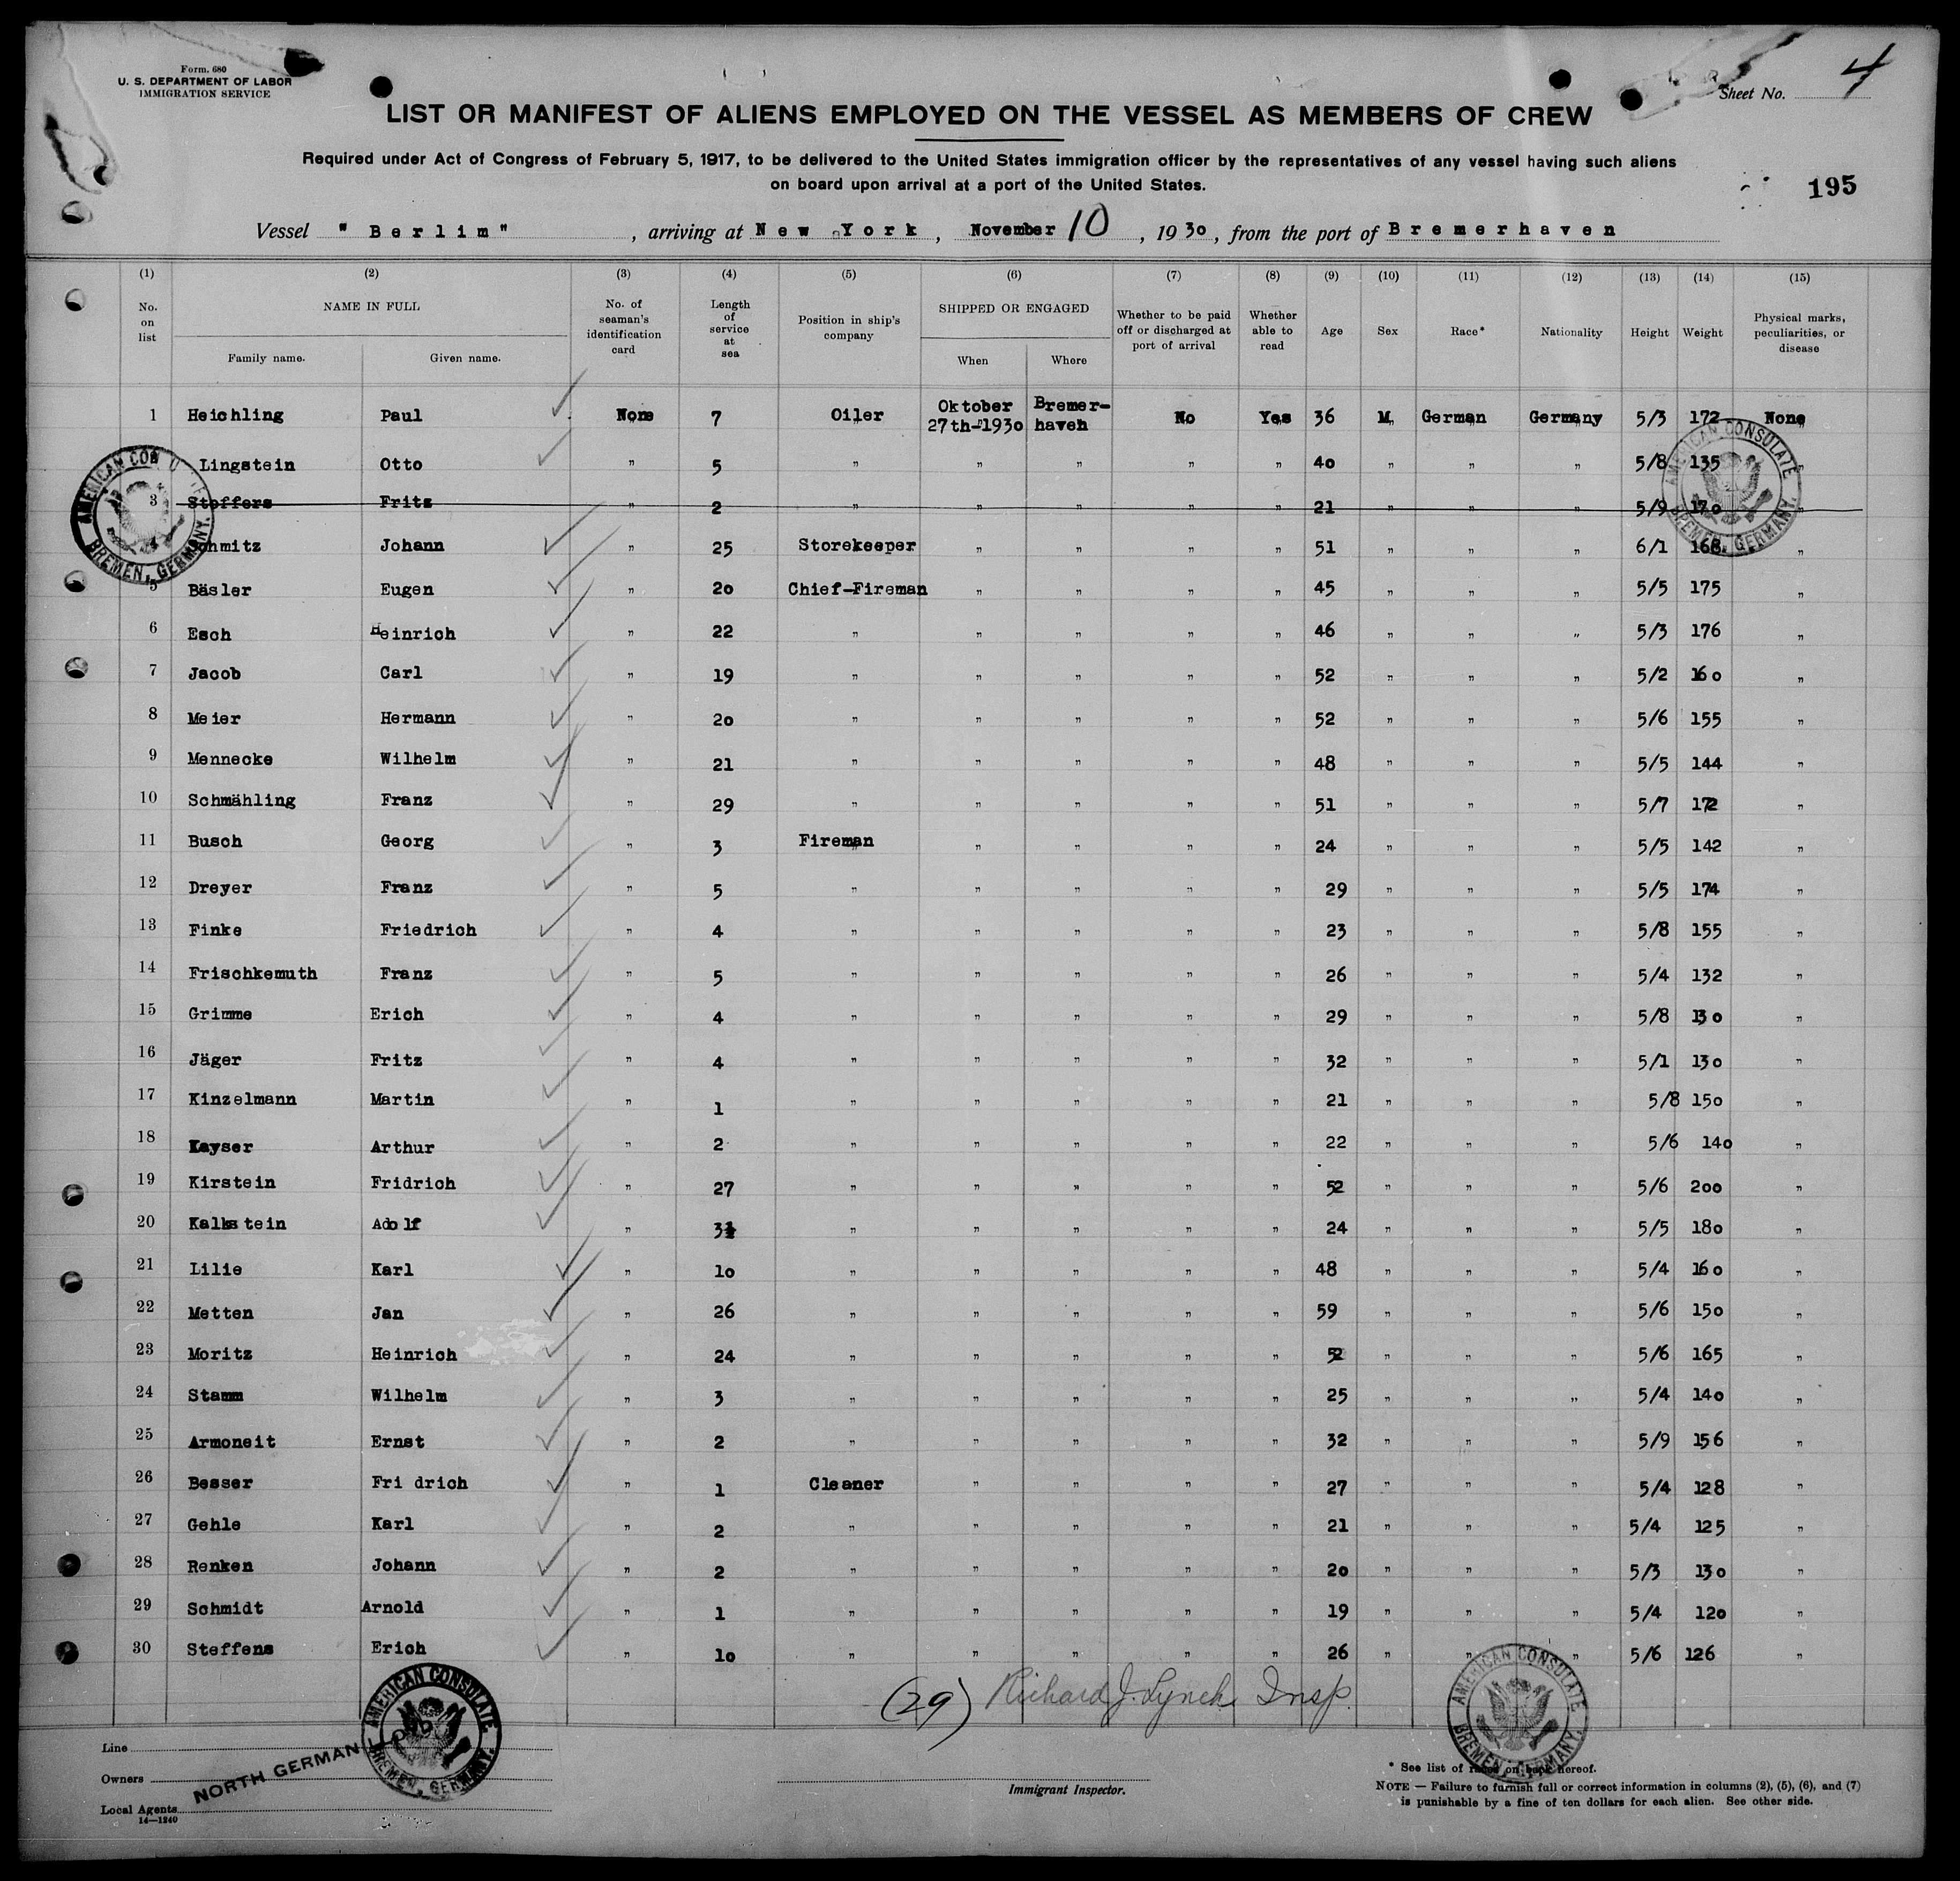 Form. 680
U. S. DEPARTMENT OF LABOR
IMMIGRATION SERVICE
Sheet No. 4
LIST OR MANIFEST OF ALIENS EMPLOYED ON THE VESSEL AS MEMBERS OF CREW
Required under Act of Congress of February 5, 1917, to be delivered to the United States immigration officer by the representatives of any vessel having such aliens
on board upon arrival at a port of the United States.
195
Vessel "Berlim", arriving at New York, November 10, 1930, from the port of Bremerhaven
(1) (2) (3) (4) (5) (6) (7) (8) (9) (10) (11) (12) (13) (14) (15)
No. on list NAME IN FULL Family name. Given name. No. of seaman's identification card Length of service at sea Position in ship's company SHIPPED OR ENGAGED When Where Whether to be paid off or discharged at port of arrival Whether able to read Age Sex Race* Nationality Height Weight Physical marks, peculiarities, or disease
1 Heichling Paul None 7 Oiler Oktober 27th-1930 Bremerhaven No Yes 36 M German Germany 5/3 172 None
Lingstein Otto " 5 " " " " " 40 " " " 5/8 135 "
3 Steffers Fritz " 2 " " " " " 21 " " " 5/9 170 "
4 Schmitz Johann " 25 Storekeeper " " " " 51 " " " 6/1 168 "
5 Bäsler Eugen " 20 Chief-Fireman " " " " 45 " " " 5/5 175 "
6 Esch Heinrich " 22 " " " " " 46 " " " 5/3 176 "
7 Jacob Carl " 19 " " " " " 52 " " " 5/2 160 "
8 Meier Hermann " 20 " " " " " 52 " " " 5/6 155 "
9 Mennecke Wilhelm " 21 " " " " " 48 " " " 5/5 144 "
10 Schmähling Franz " 29 " " " " " 51 " " " 5/7 172 "
11 Busch Georg " 3 Fireman " " " " 24 " " " 5/5 142 "
12 Dreyer Franz " 5 " " " " " 29 " " " 5/5 174 "
13 Finke Friedrich " 4 " " " " " 23 " " " 5/8 155 "
14 Frischkemuth Franz " 5 " " " " " 26 " " " 5/4 132 "
15 Grimme Erich " 4 " " " " " 29 " " " 5/8 130 "
16 Jäger Fritz " 4 " " " " " 32 " " " 5/1 130 "
17 Kinzelmann Martin " 1 " " " " " 21 " " " 5/8 150 "
18 Kayser Arthur " 2 " " " " " 22 " " " 5/6 140 "
19 Kirstein Fridrich " 27 " " " " " 52 " " " 5/6 200 "
20 Kalkstein Adolf " 3½ " " " " " 24 " " " 5/5 180 "
21 Lilie Karl " 10 " " " " " 48 " " " 5/4 160 "
22 Metten Jan " 26 " " " " " 59 " " " 5/6 150 "
23 Moritz Heinrich " 24 " " " " " 52 " " " 5/6 165 "
24 Stamm Wilhelm " 3 " " " " " 25 " " " 5/4 140 "
25 Armoneit Ernst " 2 " " " " " 32 " " " 5/9 156 "
26 Besser Fri drich " 1 Cleaner " " " " 27 " " " 5/4 128 "
27 Gehle Karl " 2 " " " " " 21 " " " 5/4 125 "
28 Renken Johann " 2 " " " " " 20 " " " 5/3 130 "
29 Schmidt Arnold " 1 " " " " " 19 " " " 5/4 120 "
30 Steffens Erich " 10 " " " " " 26 " " " 5/6 126 "
AMERICAN CONSULATE BREMEN, GERMANY.
AMERICAN CONSULATE BREMEN, GERMANY.
(29) Richard J. Lynch Insp.
AMERICAN CONSULATE BREMEN, GERMANY.
AMERICAN CONSULATE BREMEN, GERMANY.
Line
Owners
NORTH GERMAN LLOYD
Local Agents
14—1240
Immigrant Inspector.
* See list of races on back hereof.
NOTE — Failure to furnish full or correct information in columns (2), (5), (6), and (7)
is punishable by a fine of ten dollars for each alien. See other side.